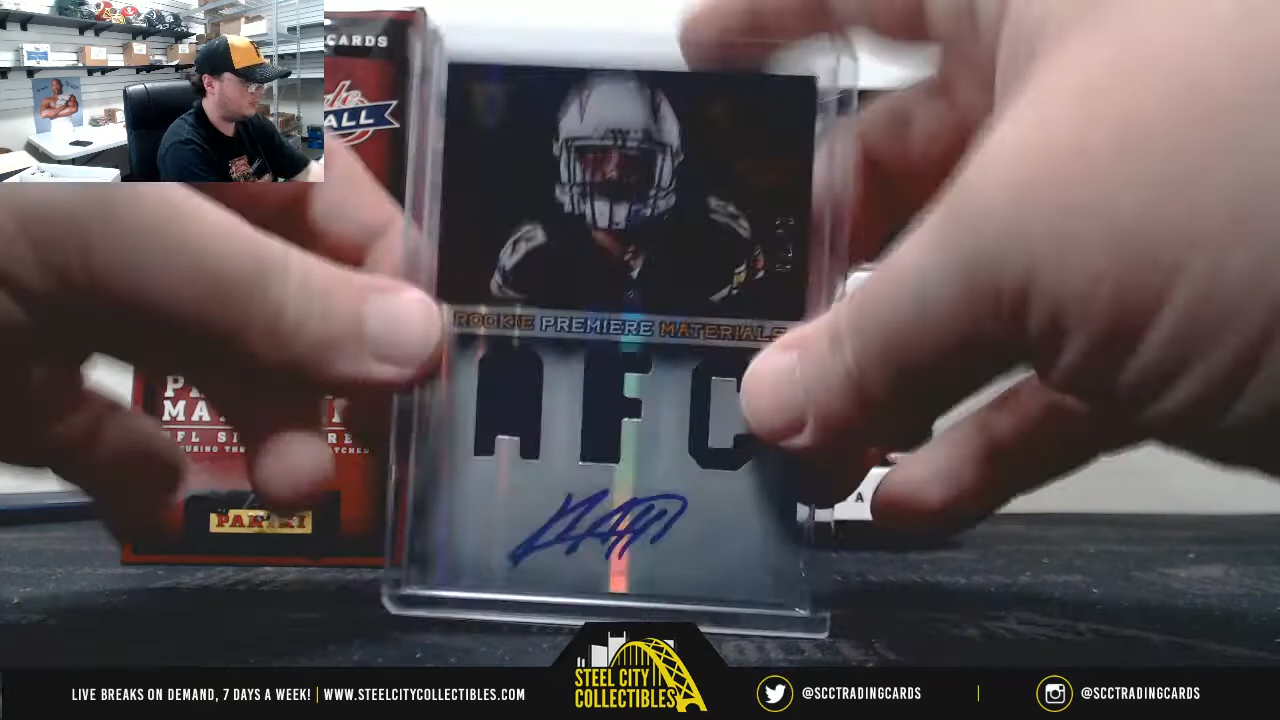 CARDS
ALL
ROOKIE PREMIERE MATERIALS
AFC
PANINI
A
STEEL CITY
COLLECTIBLES
LIVE BREAKS ON DEMAND, 7 DAYS A WEEK! | WWW.STEELCITYCOLLECTIBLES.COM
@SCCTRADINGCARDS
@SCCTRADINGCARDS